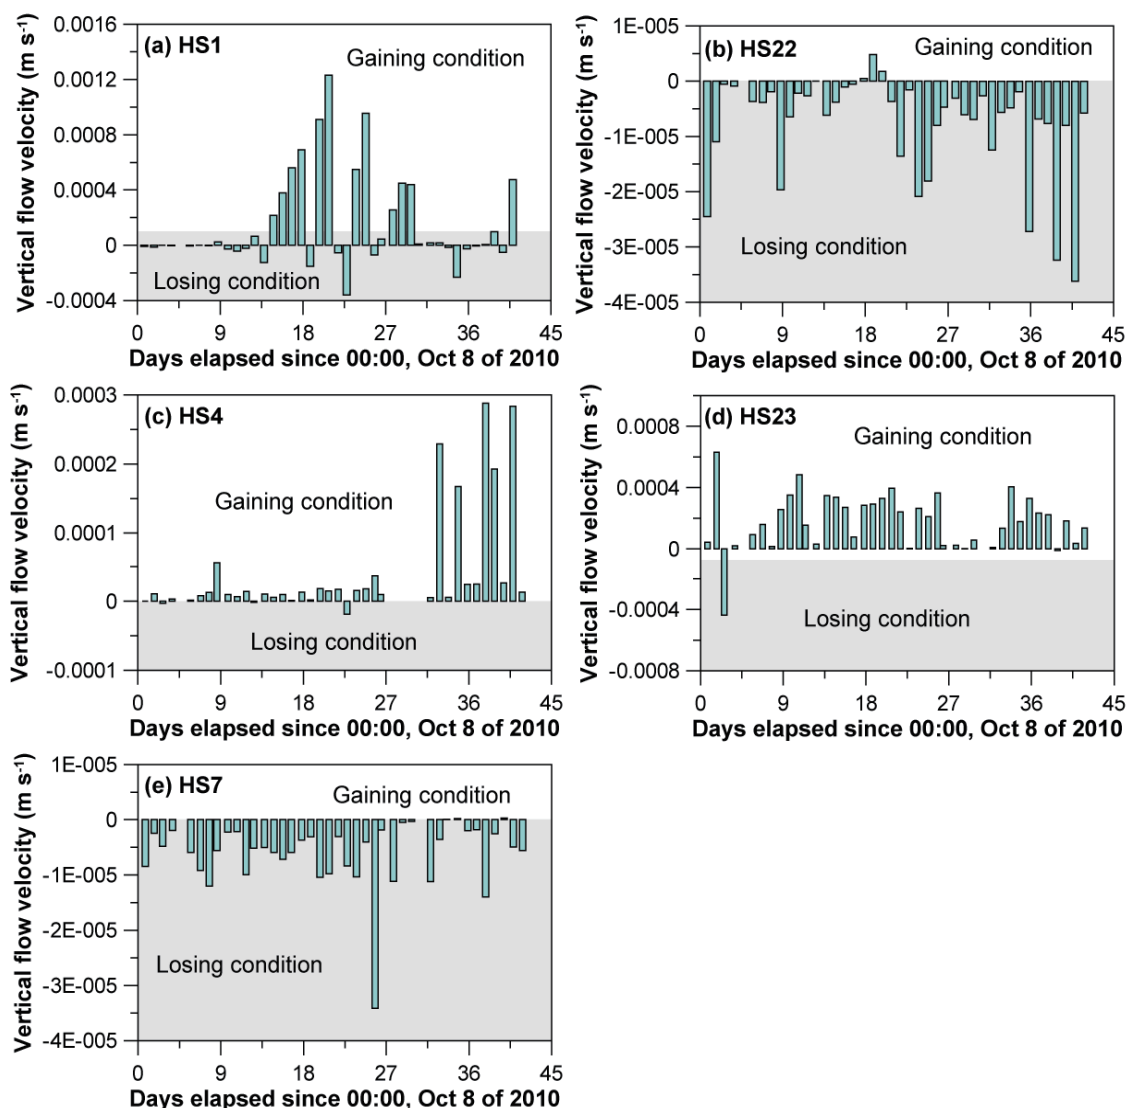 0.0016
0.0012
0.0008
0.0004
0
-0.0004
Vertical flow velocity (m s-1)
(a) HS1
Gaining condition
Losing condition
0 9 18 27 36 45
Days elapsed since 00:00, Oct 8 of 2010
1E-005
0
-1E-005
-2E-005
-3E-005
-4E-005
Vertical flow velocity (m s-1)
(b) HS22
Gaining condition
Losing condition
0 9 18 27 36 45
Days elapsed since 00:00, Oct 8 of 2010
0.0003
0.0002
0.0001
0
-0.0001
Vertical flow velocity (m s-1)
(c) HS4
Gaining condition
Losing condition
0 9 18 27 36 45
Days elapsed since 00:00, Oct 8 of 2010
0.0008
0.0004
0
-0.0004
-0.0008
Vertical flow velocity (m s-1)
(d) HS23
Gaining condition
Losing condition
0 9 18 27 36 45
Days elapsed since 00:00, Oct 8 of 2010
1E-005
0
-1E-005
-2E-005
-3E-005
-4E-005
Vertical flow velocity (m s-1)
(e) HS7
Gaining condition
Losing condition
0 9 18 27 36 45
Days elapsed since 00:00, Oct 8 of 2010